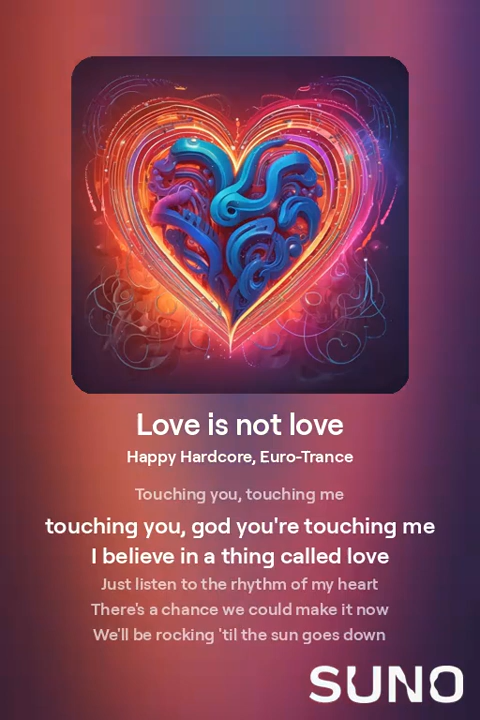 Love is not love
Happy Hardcore, Euro-Trance
Touching you, touching me
touching you, god you're touching me
I believe in a thing called love
Just listen to the rhythm of my heart
There's a chance we could make it now
We'll be rocking 'til the sun goes down
SUNO